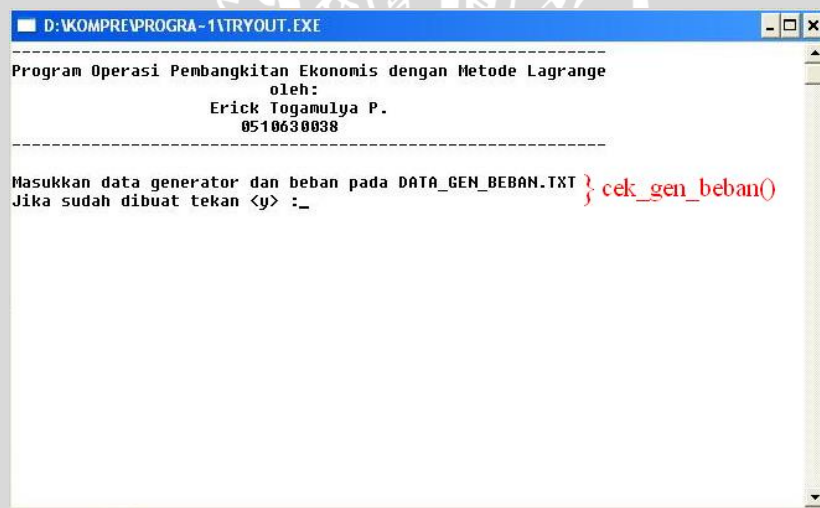 D:\KOMPRE\PROGRA~1\TRYOUT.EXE
------------------------------------------------------------
Program Operasi Pembangkitan Ekonomis dengan Metode Lagrange
oleh:
Erick Togamulya P.
0510630038
------------------------------------------------------------
Masukkan data generator dan beban pada DATA_GEN_BEBAN.TXT } cek_gen_beban()
Jika sudah dibuat tekan <y> :_